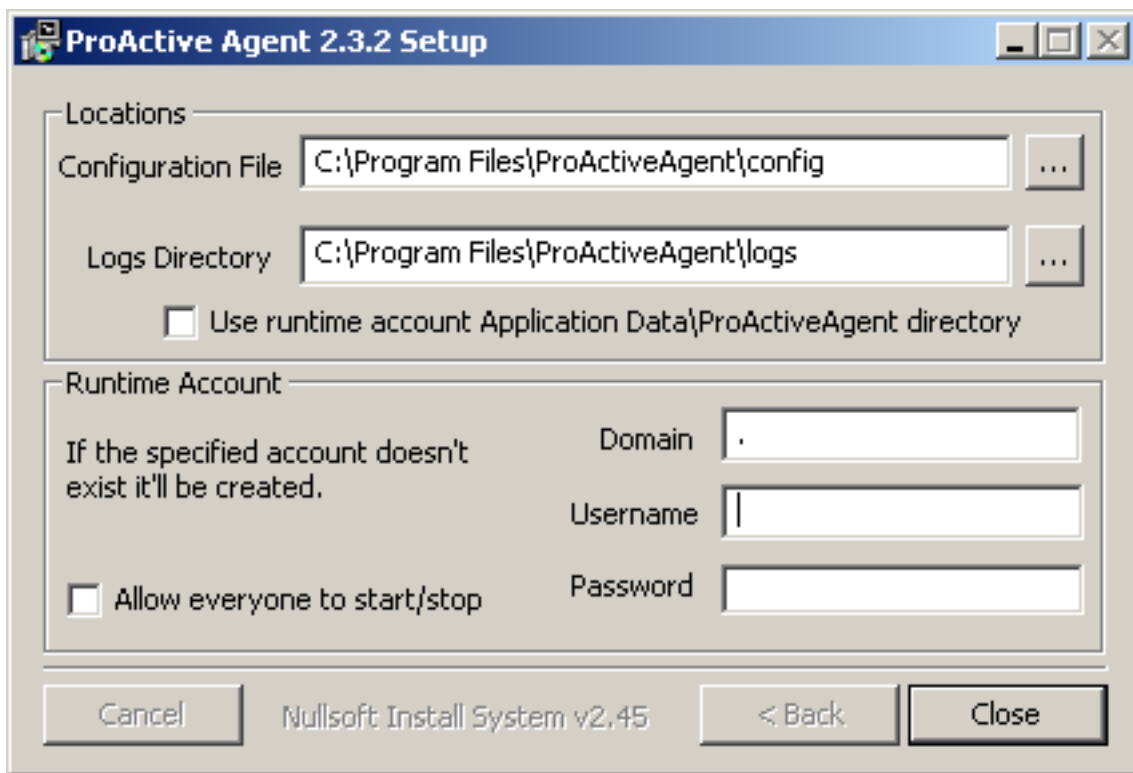 ProActive Agent 2.3.2 Setup
Locations
Configuration File C:\Program Files\ProActiveAgent\config ...
Logs Directory C:\Program Files\ProActiveAgent\logs ...
Use runtime account Application Data\ProActiveAgent directory
Runtime Account
If the specified account doesn't
exist it'll be created.
Domain .
Username
Password
Allow everyone to start/stop
Cancel Nullsoft Install System v2.45 < Back Close